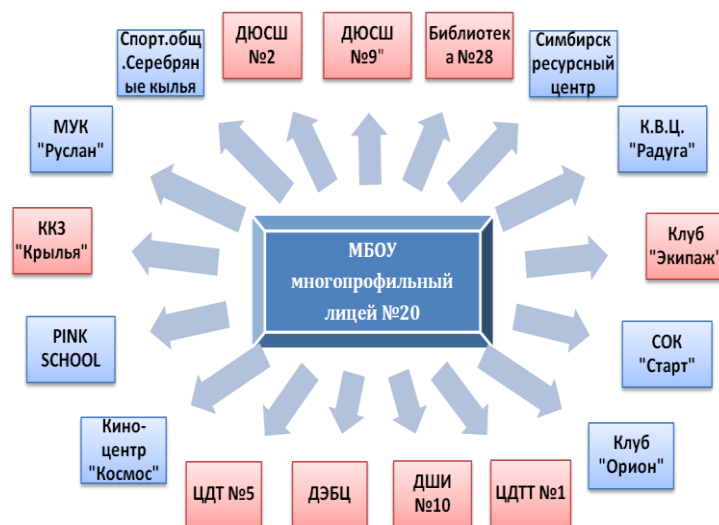 Спорт.общ
.Серебрян
ые кылья
ДЮСШ
№2
ДЮСШ
№9"
Библиотек
а №28
Симбирск
ресурсный
центр
МУК
"Руслан"
К.В.Ц.
"Радуга"
ККЗ
"Крылья"
МБОУ
многопрофильный
лицей №20
Клуб
"Экипаж"
PINK
SCHOOL
СОК
"Старт"
Кино-
центр
"Космос"
ЦДТ №5
ДЭБЦ
ДШИ
№10
ЦДТТ №1
Клуб
"Орион"